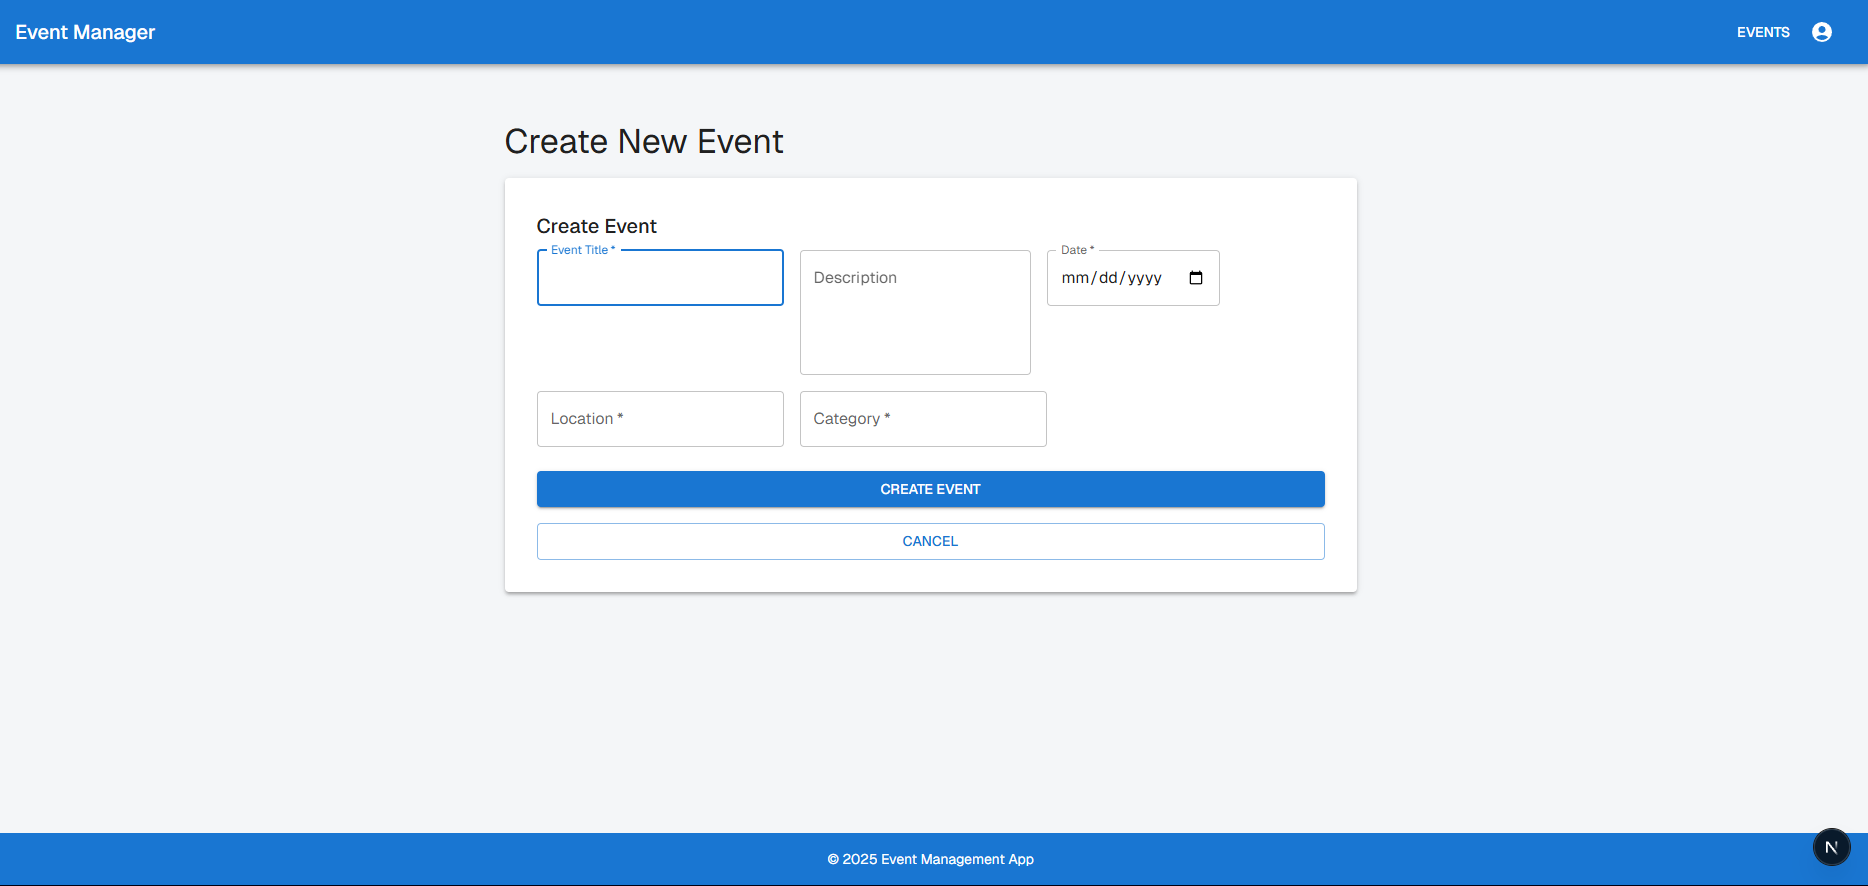 Event Manager
EVENTS
Create New Event
Create Event
Event Title *
Description
Date *
mm/dd/yyyy
Location *
Category *
CREATE EVENT
CANCEL
© 2025 Event Management App
N